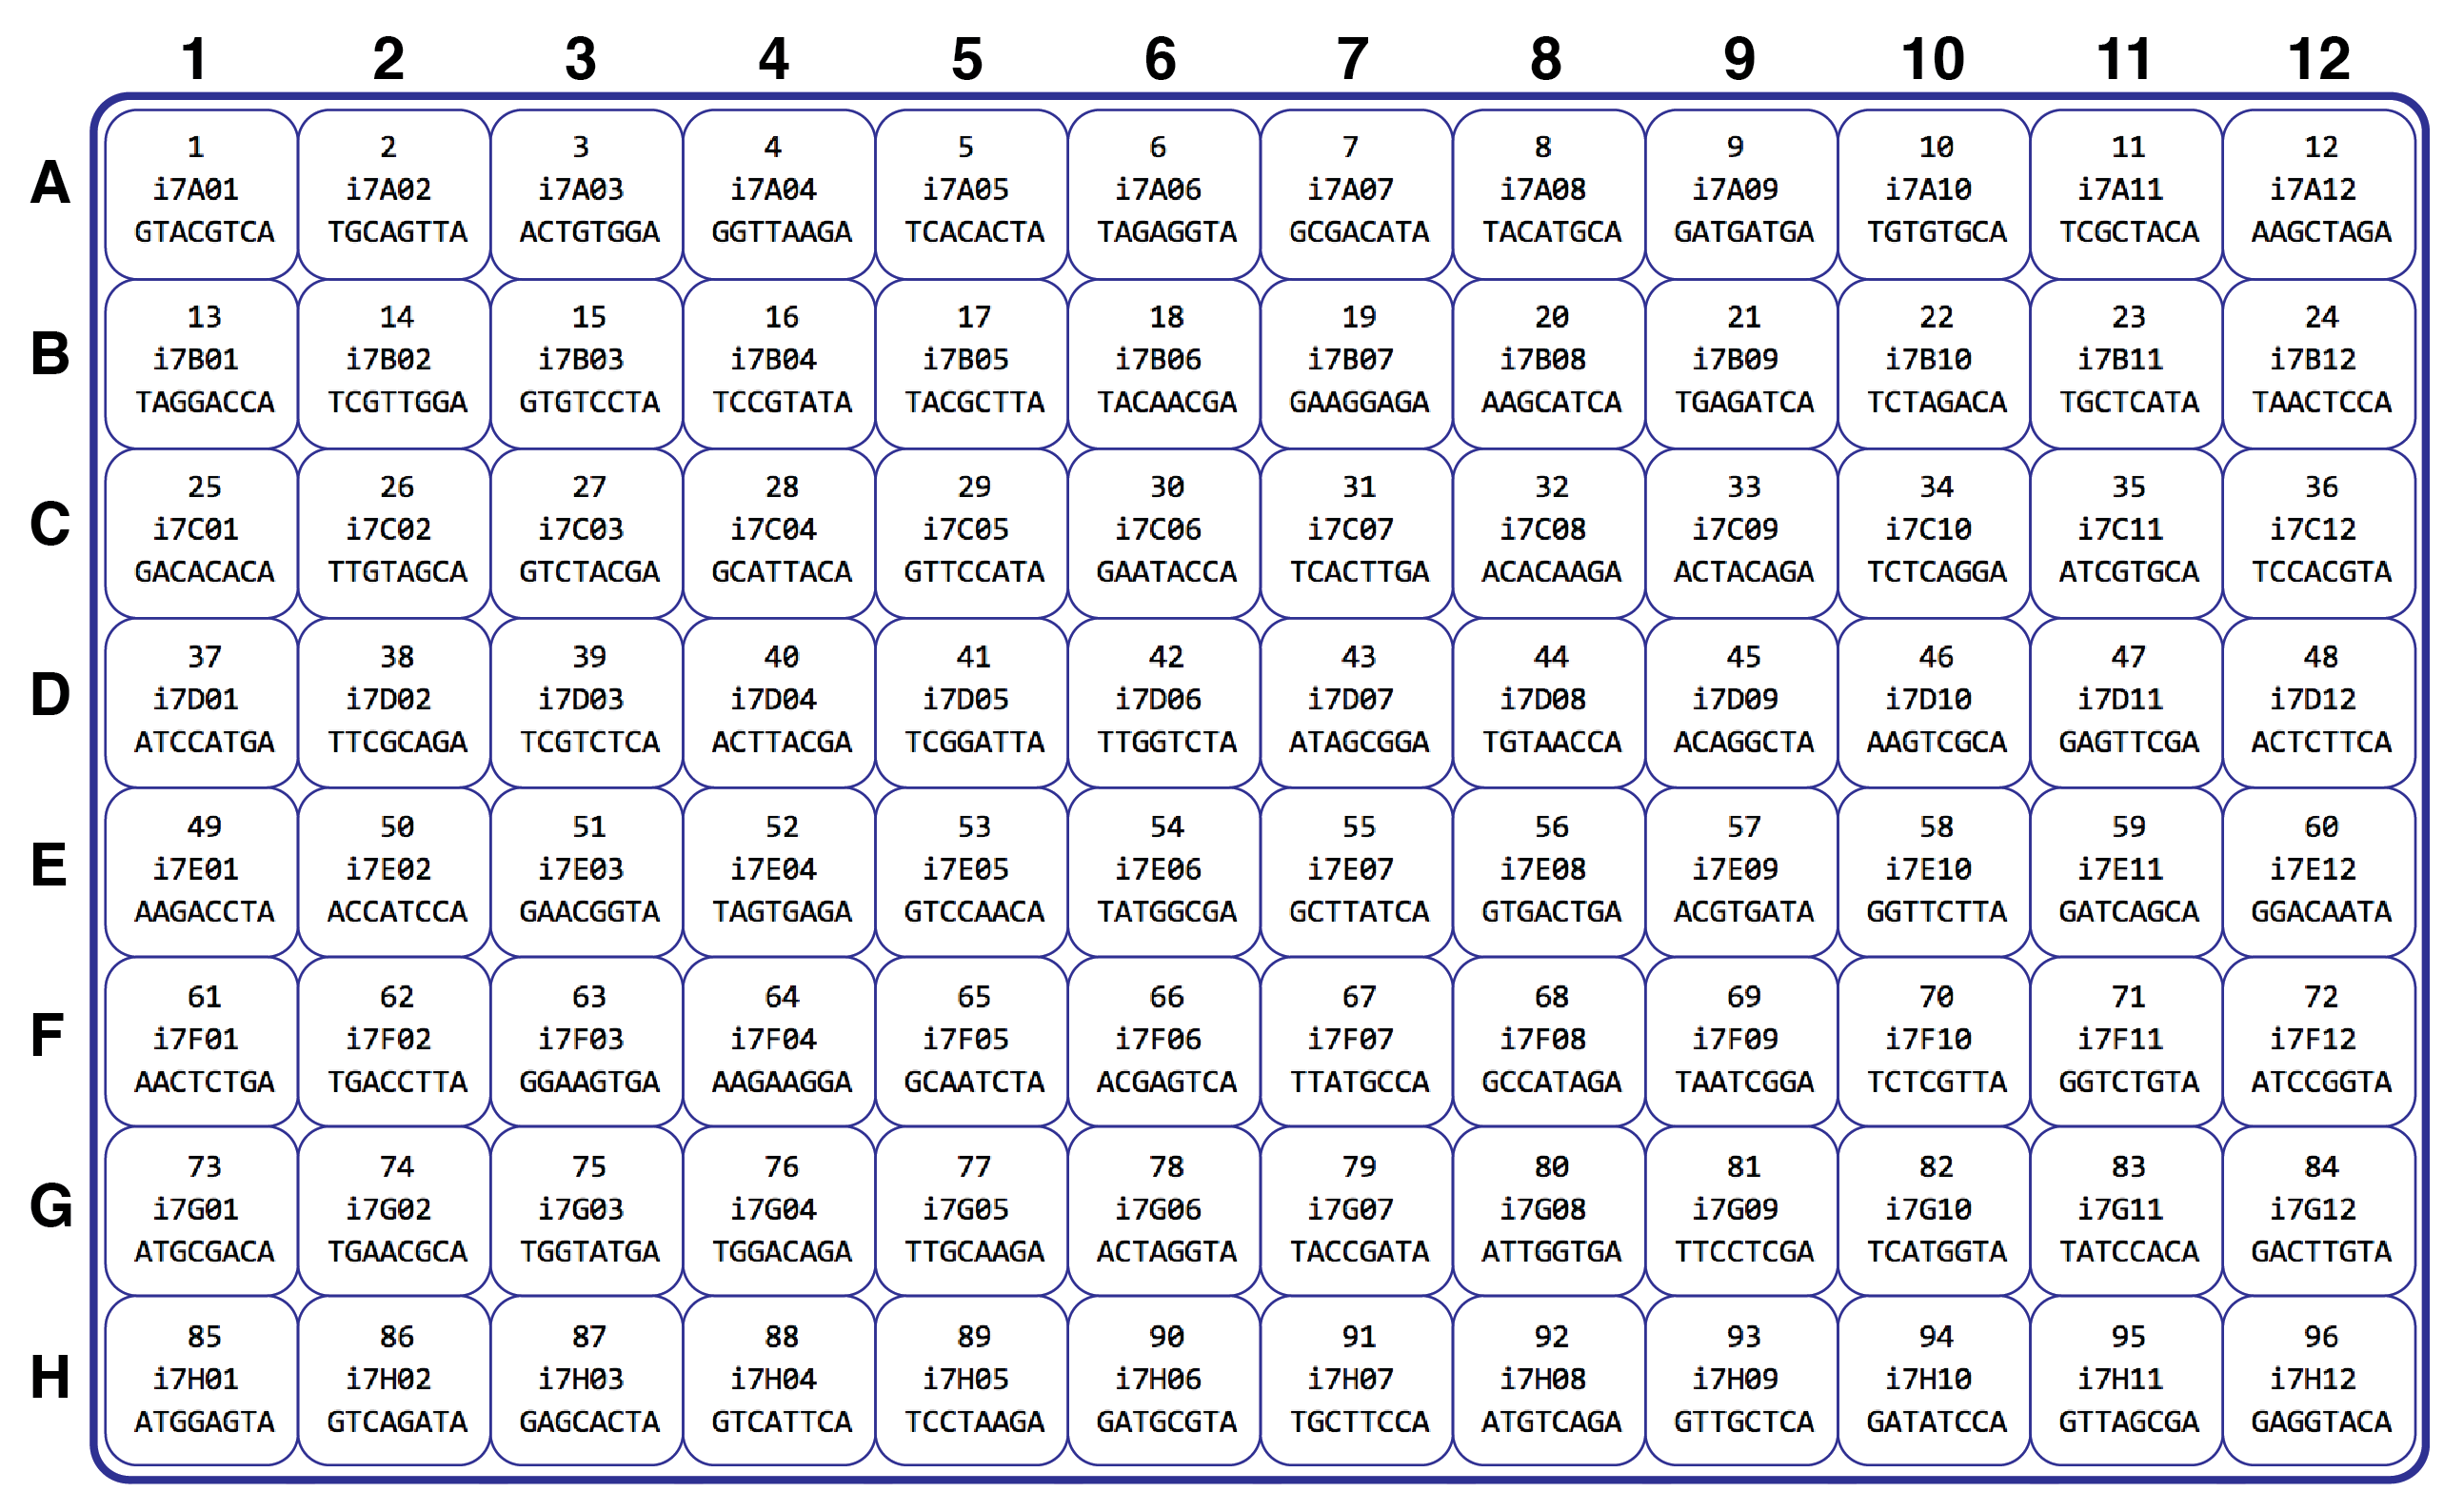 1 2 3 4 5 6 7 8 9 10 11 12
A
1 2 3 4 5 6 7 8 9 10 11 12
i7A01 i7A02 i7A03 i7A04 i7A05 i7A06 i7A07 i7A08 i7A09 i7A10 i7A11 i7A12
GTACGTCA TGCAGTTA ACTGTGGA GGTTAAGA TCACACTA TAGAGGTA GCGACATA TACATGCA GATGATGA TGTGTGCA TCGCTACA AAGCTAGA
B
13 14 15 16 17 18 19 20 21 22 23 24
i7B01 i7B02 i7B03 i7B04 i7B05 i7B06 i7B07 i7B08 i7B09 i7B10 i7B11 i7B12
TAGGACCA TCGTTGGA GTGTCCTA TCCGTATA TACGCTTA TACAACGA GAAGGAGA AAGCATCA TGAGATCA TCTAGACA TGCTCATA TAACTCCA
C
25 26 27 28 29 30 31 32 33 34 35 36
i7C01 i7C02 i7C03 i7C04 i7C05 i7C06 i7C07 i7C08 i7C09 i7C10 i7C11 i7C12
GACACACA TTGTAGCA GTCTACGA GCATTACA GTTCCATA GAATACCA TCACTTGA ACACAAGA ACTACAGA TCTCAGGA ATCGTGCA TCCACGTA
D
37 38 39 40 41 42 43 44 45 46 47 48
i7D01 i7D02 i7D03 i7D04 i7D05 i7D06 i7D07 i7D08 i7D09 i7D10 i7D11 i7D12
ATCCATGA TTCGCAGA TCGTCTCA ACTTACGA TCGGATTA TTGGTCTA ATAGCGGA TGTAACCA ACAGGCTA AAGTCGCA GAGTTCGA ACTCTTCA
E
49 50 51 52 53 54 55 56 57 58 59 60
i7E01 i7E02 i7E03 i7E04 i7E05 i7E06 i7E07 i7E08 i7E09 i7E10 i7E11 i7E12
AAGACCTA ACCATCCA GAACGGTA TAGTGAGA GTCCAACA TATGGCGA GCTTATCA GTGACTGA ACGTGATA GGTTCTTA GATCAGCA GGACAATA
F
61 62 63 64 65 66 67 68 69 70 71 72
i7F01 i7F02 i7F03 i7F04 i7F05 i7F06 i7F07 i7F08 i7F09 i7F10 i7F11 i7F12
AACTCTGA TGACCTTA GGAAGTGA AAGAAGGA GCAATCTA ACGAGTCA TTATGCCA GCCATAGA TAATCGGA TCTCGTTA GGTCTGTA ATCCGGTA
G
73 74 75 76 77 78 79 80 81 82 83 84
i7G01 i7G02 i7G03 i7G04 i7G05 i7G06 i7G07 i7G08 i7G09 i7G10 i7G11 i7G12
ATGCGACA TGAACGCA TGGTATGA TGGACAGA TTGCAAGA ACTAGGTA TACCGATA ATTGGTGA TTCCTCGA TCATGGTA TATCCACA GACTTGTA
H
85 86 87 88 89 90 91 92 93 94 95 96
i7H01 i7H02 i7H03 i7H04 i7H05 i7H06 i7H07 i7H08 i7H09 i7H10 i7H11 i7H12
ATGGAGTA GTCAGATA GAGCACTA GTCATTCA TCCTAAGA GATGCGTA TGCTTCCA ATGTCAGA GTTGCTCA GATATCCA GTTAGCGA GAGGTACA